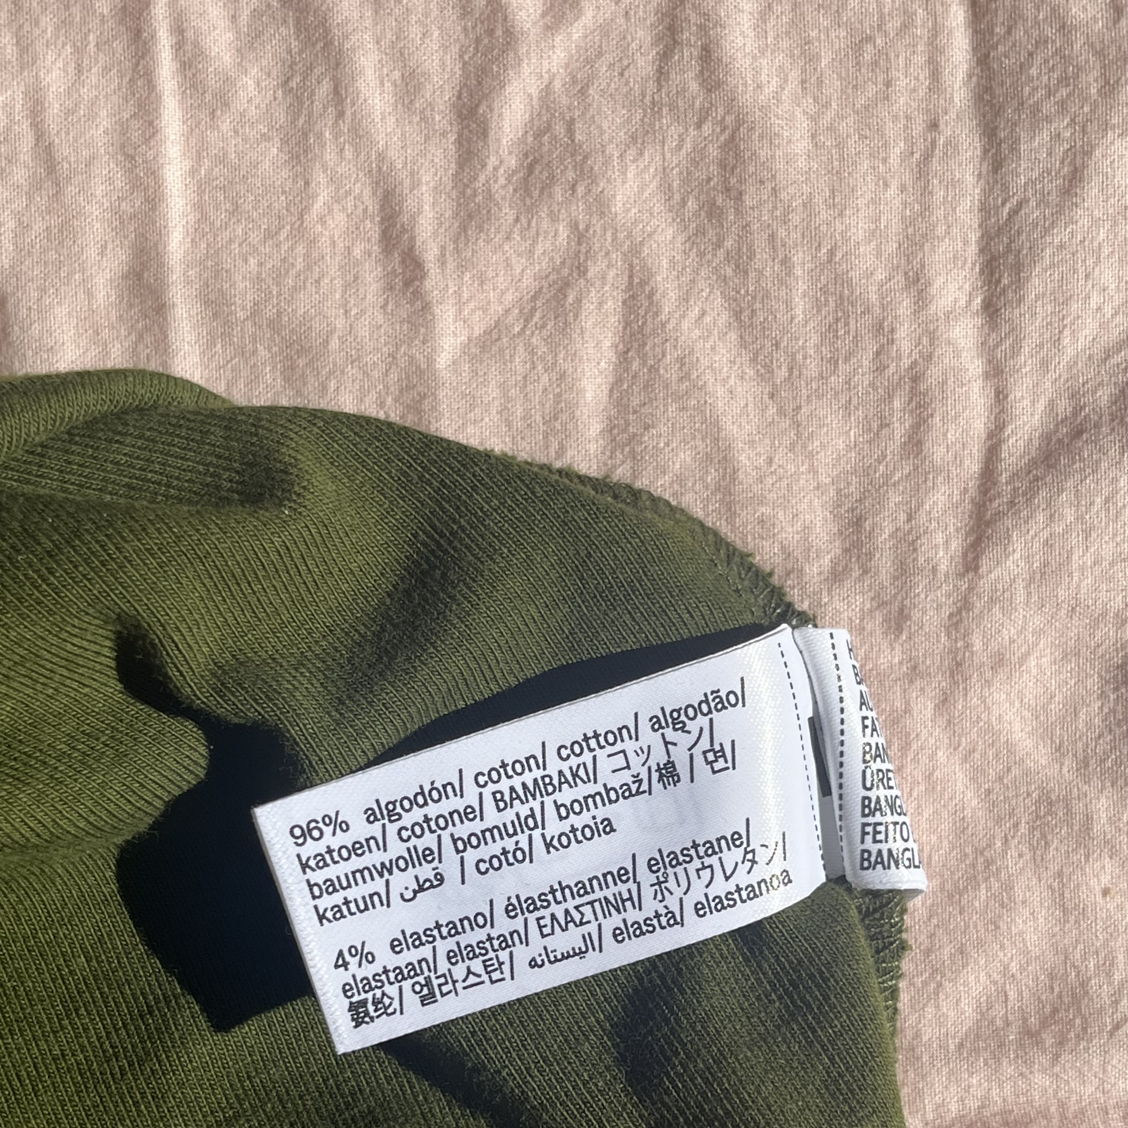 96% algodón/ coton/ cotton/ algodão/
katoen/ cotone/ BAMBAKI/ コットン/
baumwolle/ bomuld/ bombaž/ 棉 / 면/
katun/ قطن / cotó/ kotoia
4% elastano/ élasthanne/ elastane/
elastaan/ elastan/ ΕΛΑΣΤΙΝΗ/ ポリウレタン/
氨纶/ 엘라스탄/ اليستانه/ elastà/ elastanoa
FEITO